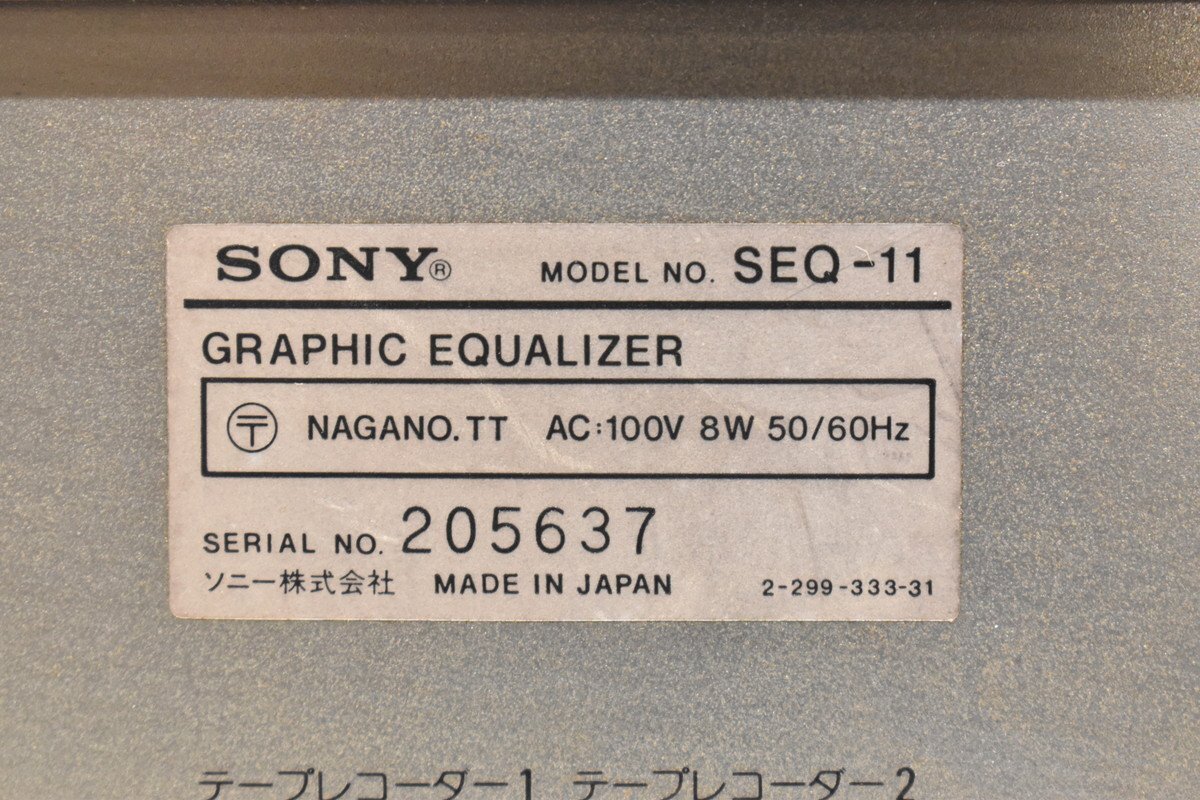 SONY® MODEL NO. SEQ-11
GRAPHIC EQUALIZER
〒 NAGANO.TT AC:100V 8W 50/60Hz
SERIAL NO. 205637
ソニー株式会社 MADE IN JAPAN 2-299-333-31
テープレコーダー1 テープレコーダー2